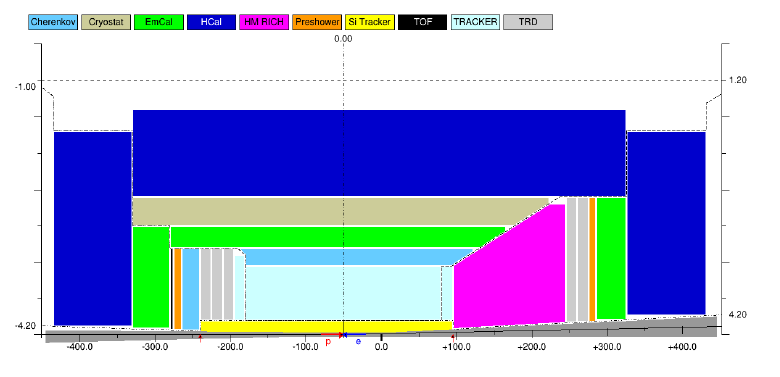 Cherenkov Cryostat EmCal HCal HM RICH Preshower Si Tracker TOF TRACKER TRD
0.00
-1.00 1.20
-4.20 4.20
-400.0 -300.0 -200.0 -100.0 0.0 +100.0 +200.0 +300.0 +400.0
p e